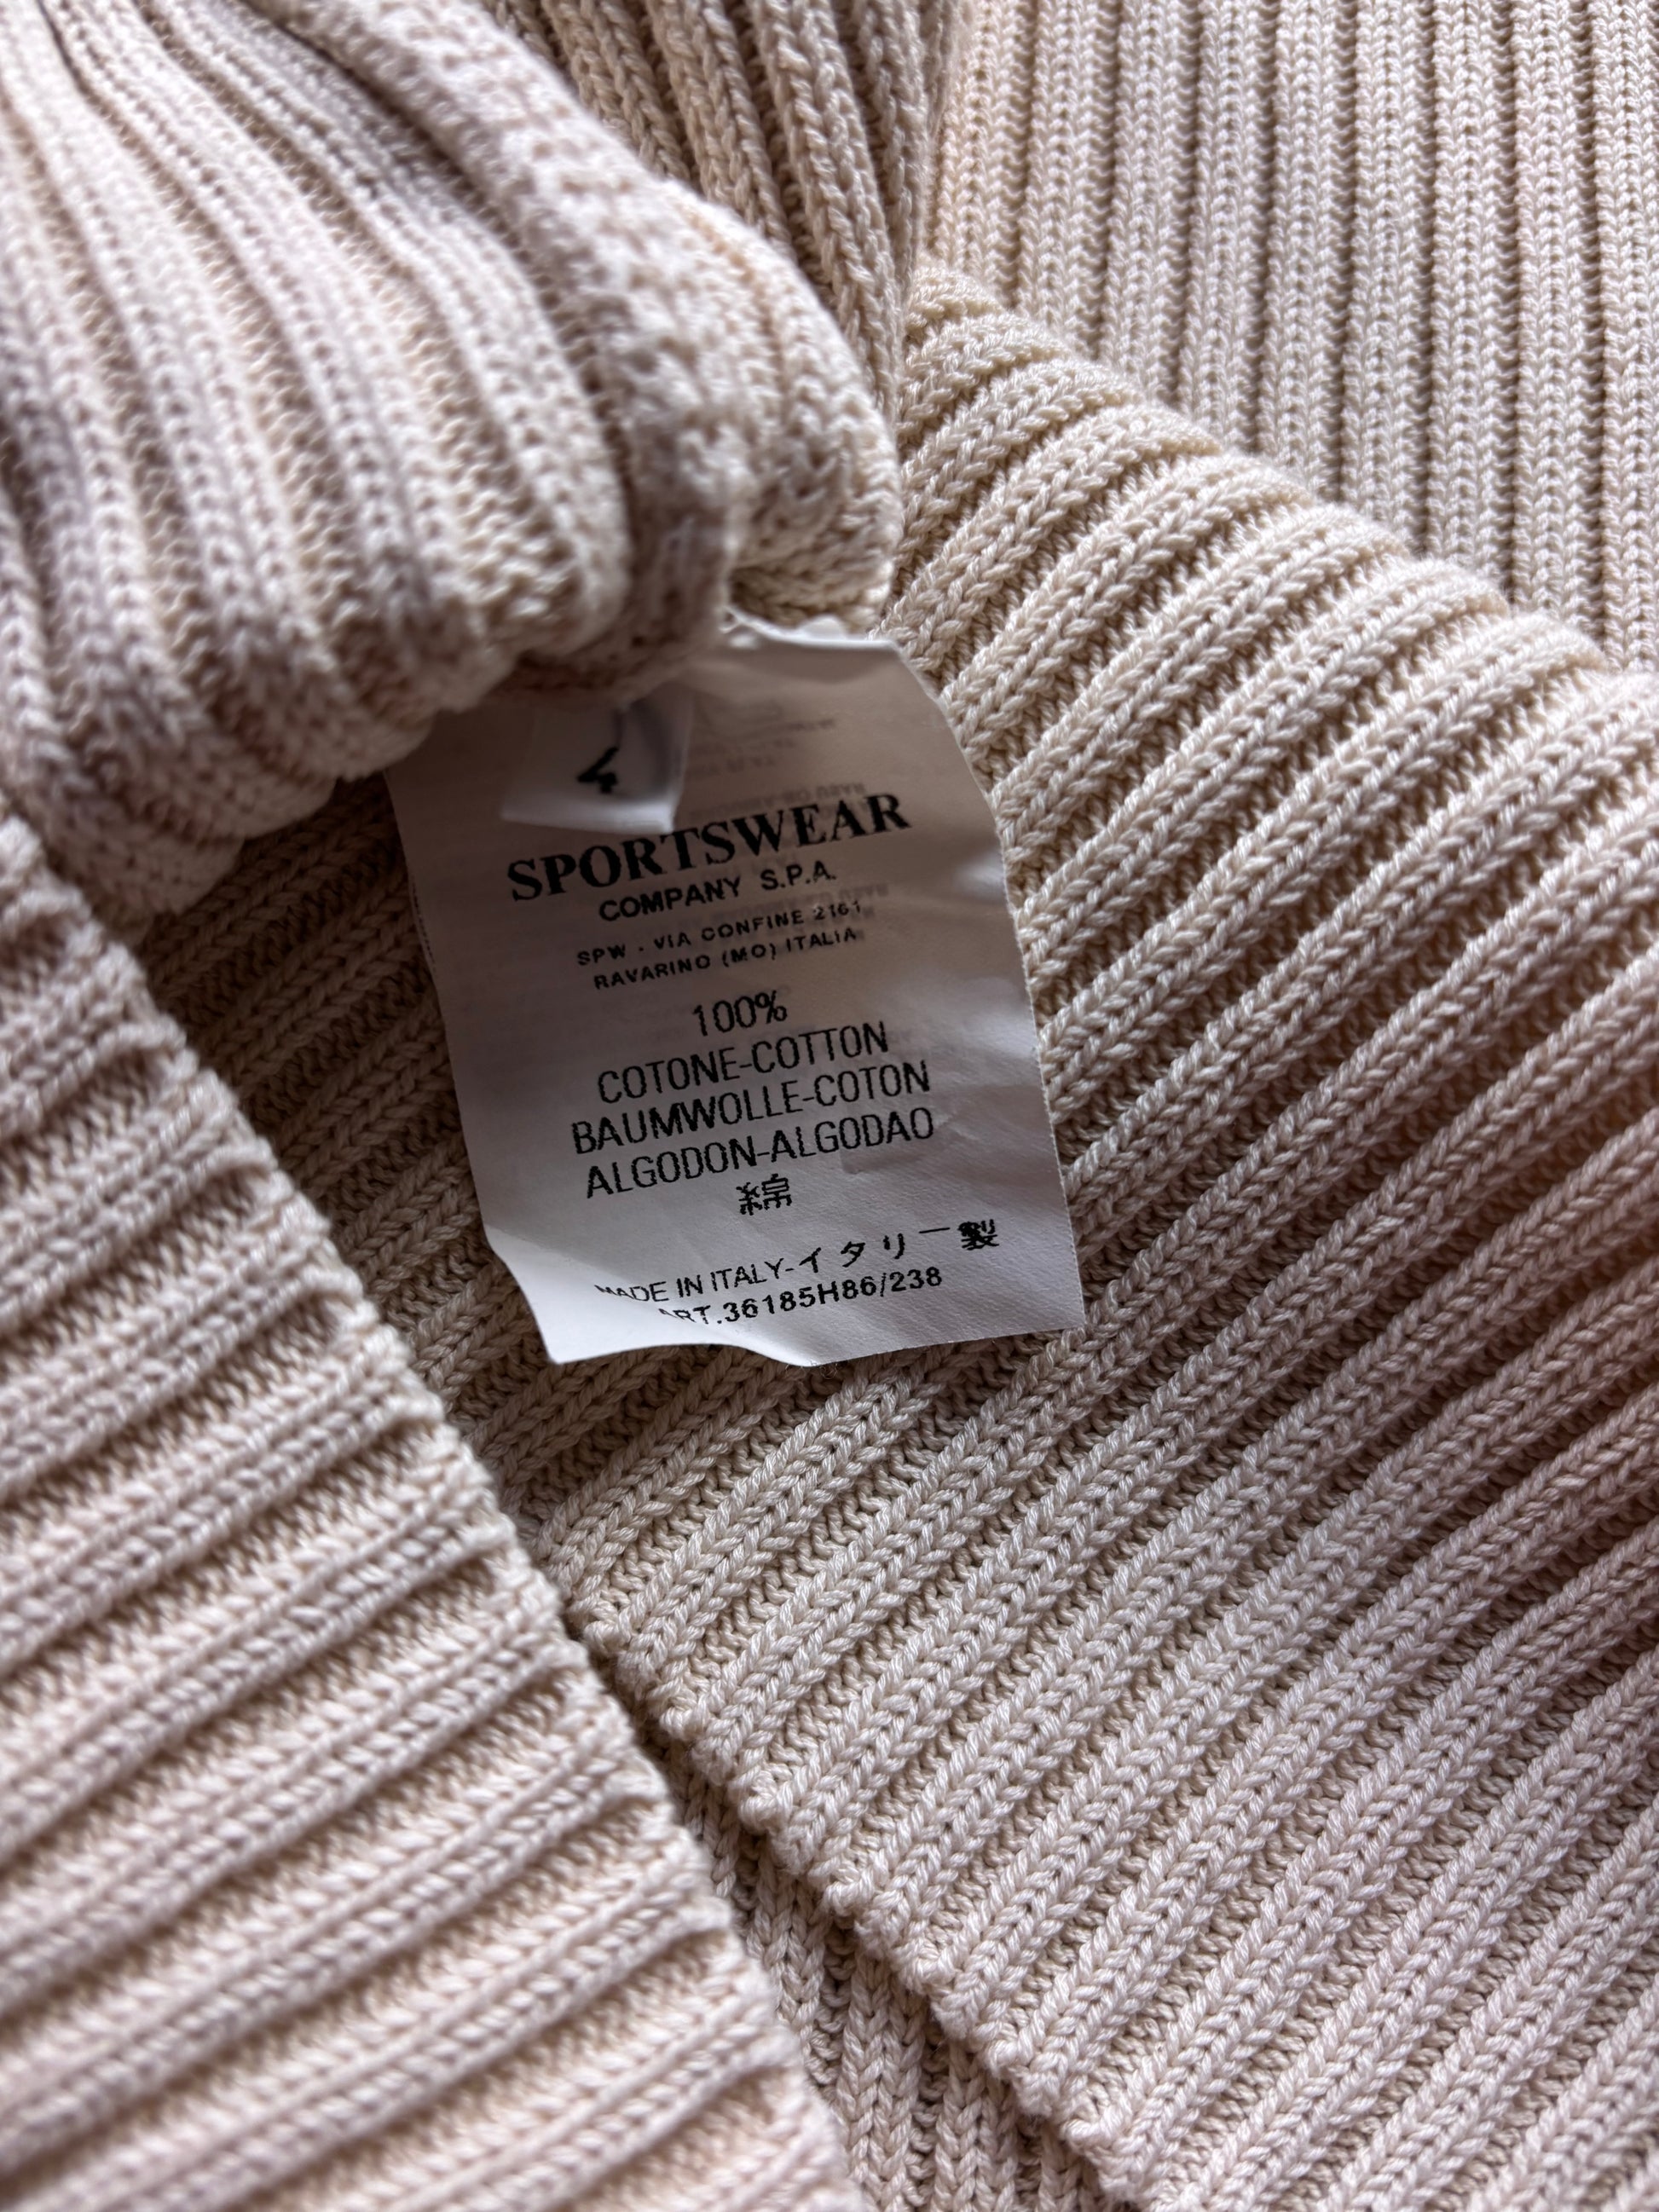 4
SPORTSWEAR
COMPANY S.P.A.
SPW - VIA CONFINE 2161
RAVARINO (MO) ITALIA
100%
COTONE-COTTON
BAUMWOLLE-COTON
ALGODON-ALGODAO
綿
MADE IN ITALY-イタリー製
ART.36185H86/238